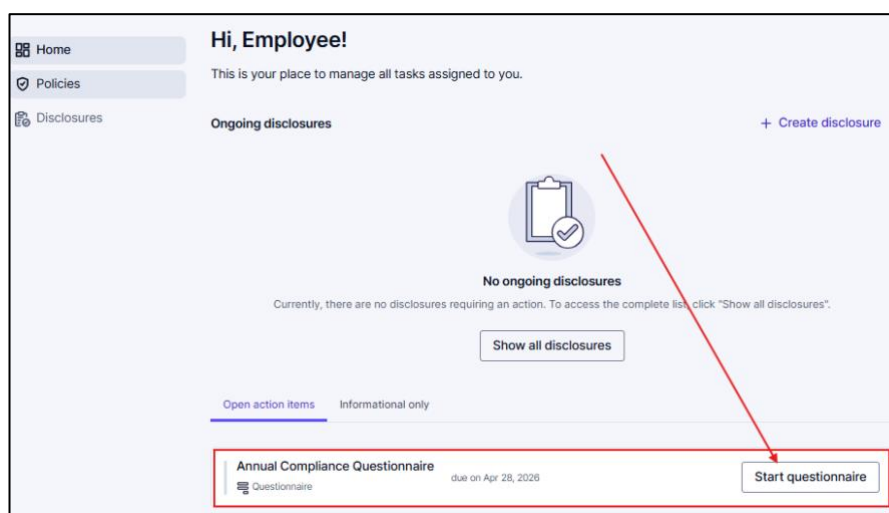 Hi, Employee!
Home
This is your place to manage all tasks assigned to you.
Policies
Disclosures
Ongoing disclosures
+ Create disclosure
No ongoing disclosures
Currently, there are no disclosures requiring an action. To access the complete list, click "Show all disclosures".
Show all disclosures
Open action items
Informational only
Annual Compliance Questionnaire
Questionnaire
due on Apr 28, 2026
Start questionnaire